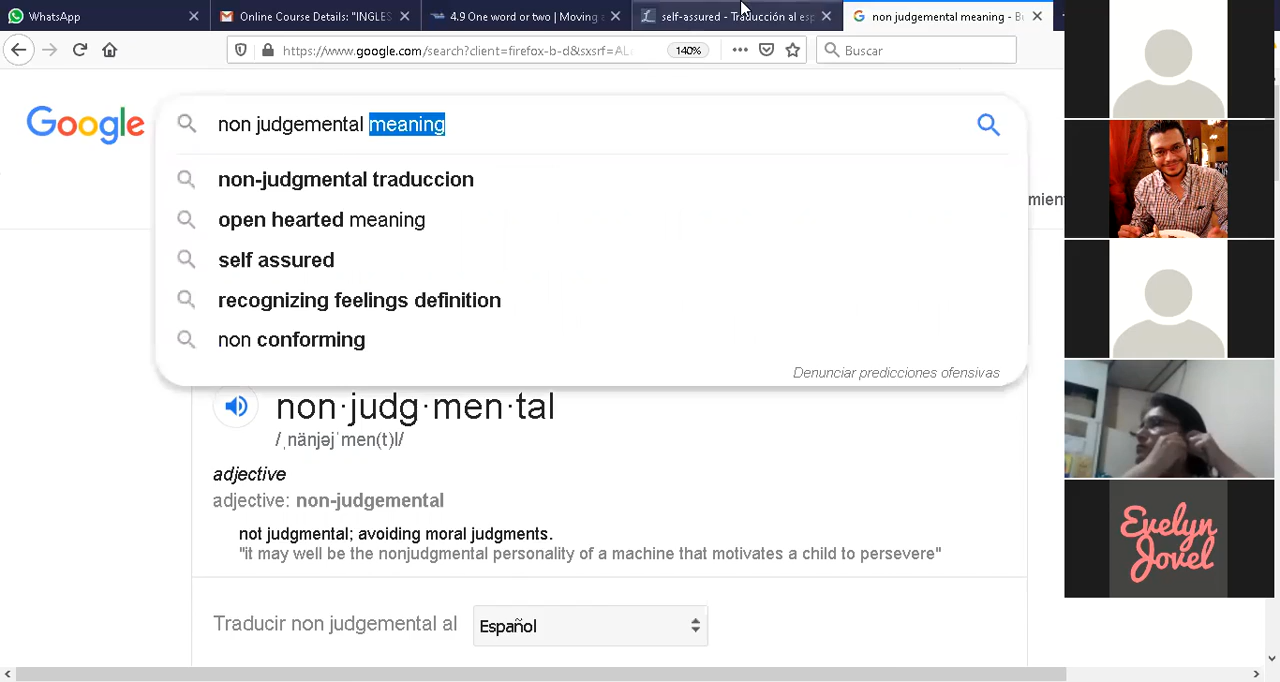 WhatsApp
Online Course Details: "INGLES
4.9 One word or two | Moving a
self-assured - Traducción al esp
non judgemental meaning - Bu
https://www.google.com/search?client=firefox-b-d&sxsrf=AL
140%
Buscar
Google
non judgemental meaning
non-judgmental traduccion
open hearted meaning
self assured
recognizing feelings definition
non conforming
Denunciar predicciones ofensivas
mient
non·judg·men·tal
/ˌnänjəjˈmen(t)l/
adjective
adjective: non-judgemental
not judgmental; avoiding moral judgments.
"it may well be the nonjudgmental personality of a machine that motivates a child to persevere"
Traducir non judgemental al
Español
Evelyn
Jovel